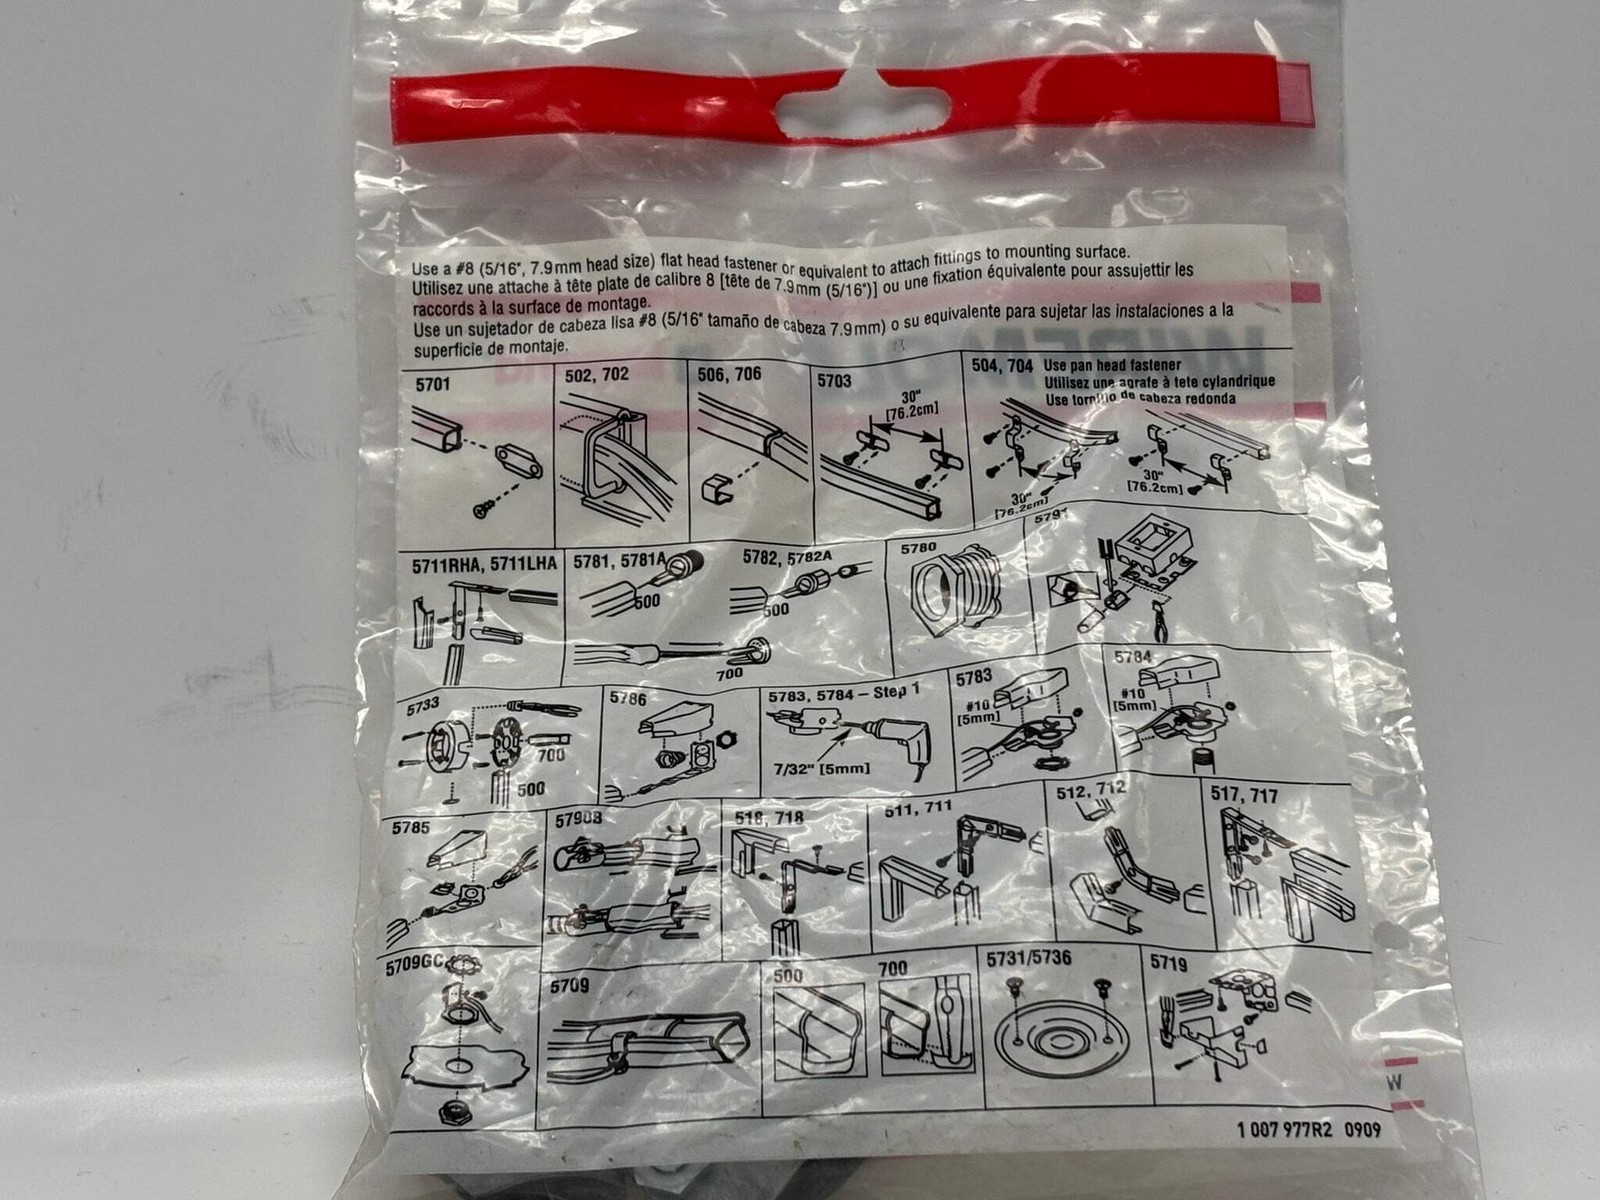 Use a #8 (5/16", 7.9mm head size) flat head fastener or equivalent to attach fittings to mounting surface.
Utilisez une attache à tête plate de calibre 8 [tête de 7.9mm (5/16")] ou une fixation équivalente pour assujettir les
raccords à la surface de montage.
Use un sujetador de cabeza lisa #8 (5/16" tamaño de cabeza 7.9mm) o su equivalente para sujetar las instalaciones a la
superficie de montaje.
5701
502, 702
506, 706
5703
30"
[76.2cm]
504, 704 Use pan head fastener
Utilisez une agrafe à tete cylandrique
Use tornillo de cabeza redonda
30"
[76.2cm]
30"
[76.2cm]
5711RHA, 5711LHA
5781, 5781A
500
5782, 5782A
500
700
5780
5733
700
500
5786
5783, 5784 – Step 1
7/32" [5mm]
5783
#10
[5mm]
5784
#10
[5mm]
5785
5790B
518, 718
511, 711
512, 712
517, 717
5709GC
5709
500
700
5731/5736
5719
W
1 007 977R2 0909